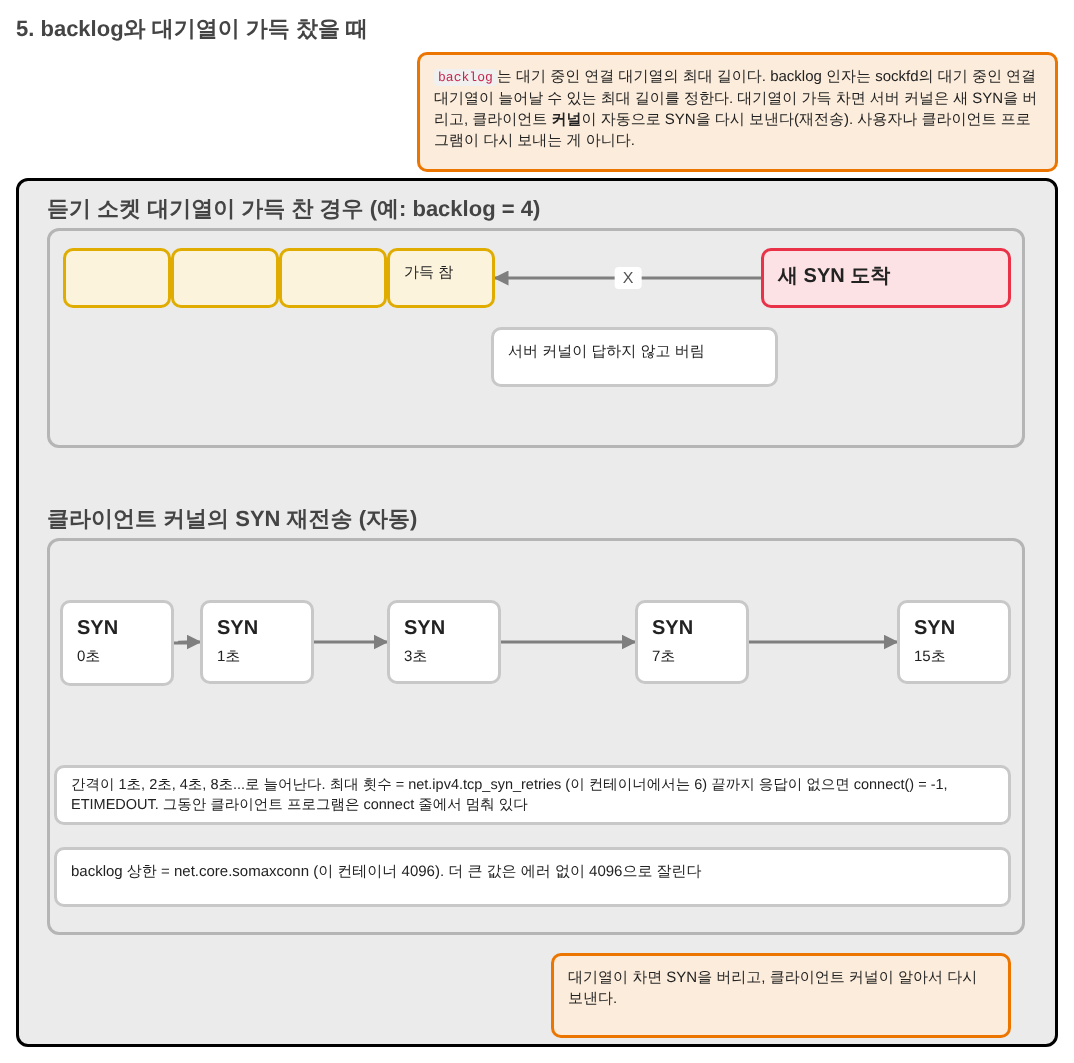 5. backlog와 대기열이 가득 찼을 때
backlog 는 대기 중인 연결 대기열의 최대 길이다. backlog 인자는 sockfd의 대기 중인 연결
대기열이 늘어날 수 있는 최대 길이를 정한다. 대기열이 가득 차면 서버 커널은 새 SYN을 버
리고, 클라이언트 커널이 자동으로 SYN을 다시 보낸다(재전송). 사용자나 클라이언트 프로
그램이 다시 보내는 게 아니다.
듣기 소켓 대기열이 가득 찬 경우 (예: backlog = 4)
가득 참
X
새 SYN 도착
서버 커널이 답하지 않고 버림
클라이언트 커널의 SYN 재전송 (자동)
SYN
0초
SYN
1초
SYN
3초
SYN
7초
SYN
15초
간격이 1초, 2초, 4초, 8초...로 늘어난다. 최대 횟수 = net.ipv4.tcp_syn_retries (이 컨테이너에서는 6) 끝까지 응답이 없으면 connect() = -1,
ETIMEDOUT. 그동안 클라이언트 프로그램은 connect 줄에서 멈춰 있다
backlog 상한 = net.core.somaxconn (이 컨테이너 4096). 더 큰 값은 에러 없이 4096으로 잘린다
대기열이 차면 SYN을 버리고, 클라이언트 커널이 알아서 다시
보낸다.